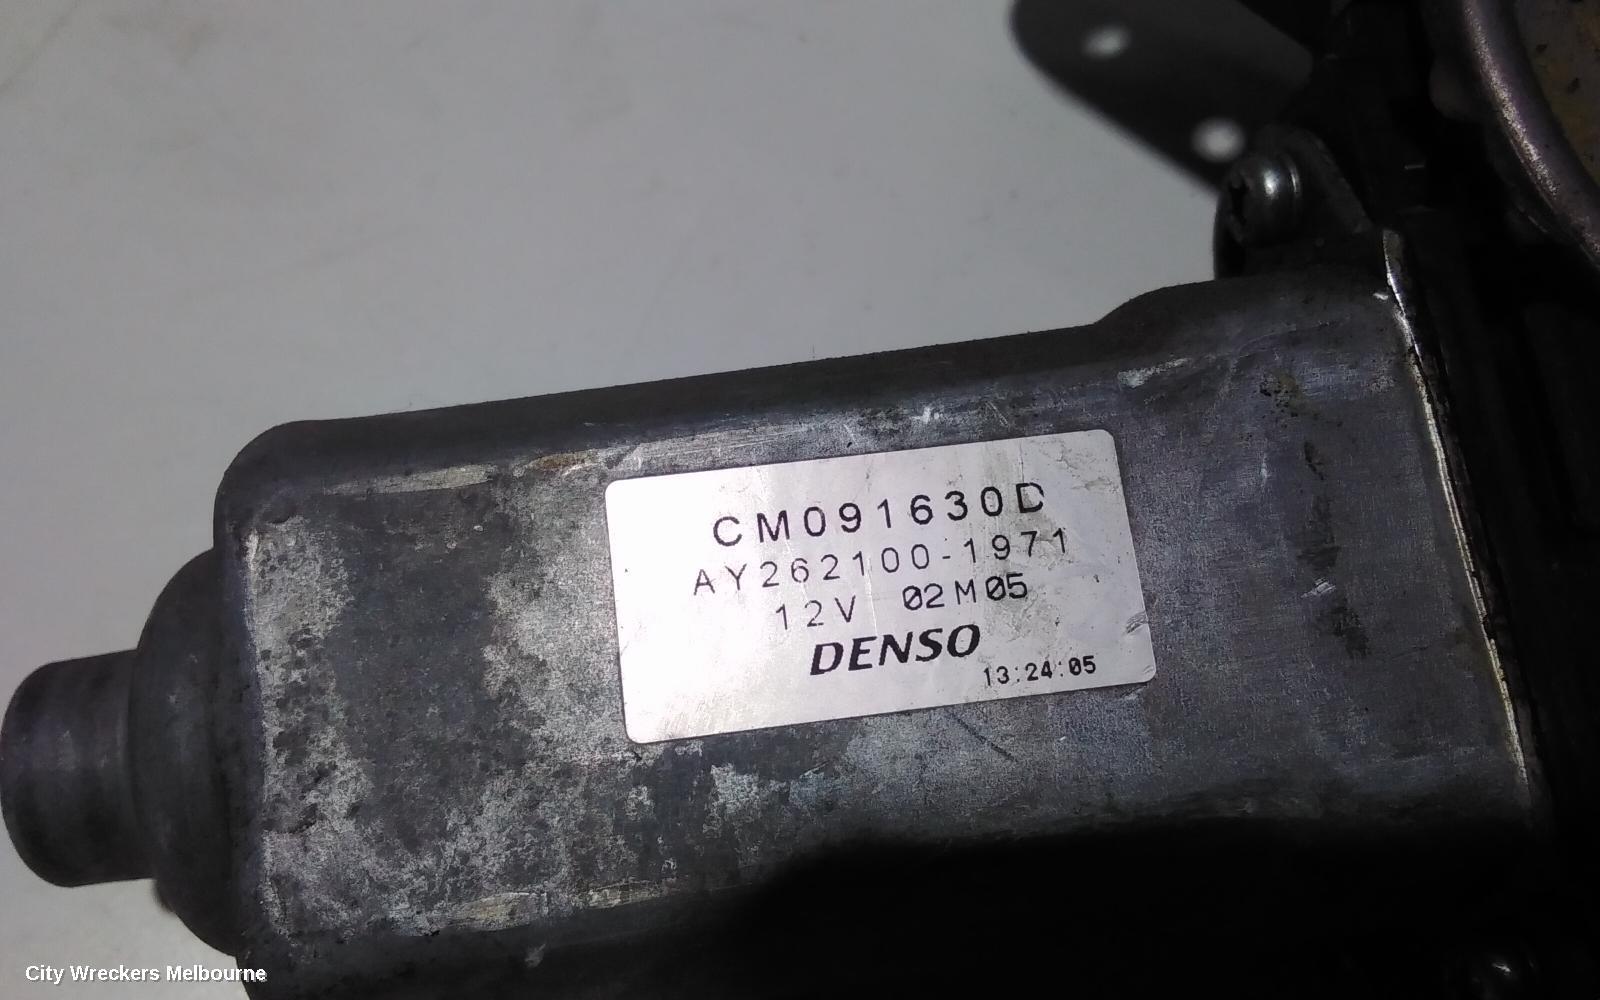 CM091630D
AY262100-1971
12V 02M05
DENSO
13:24:05
City Wreckers Melbourne